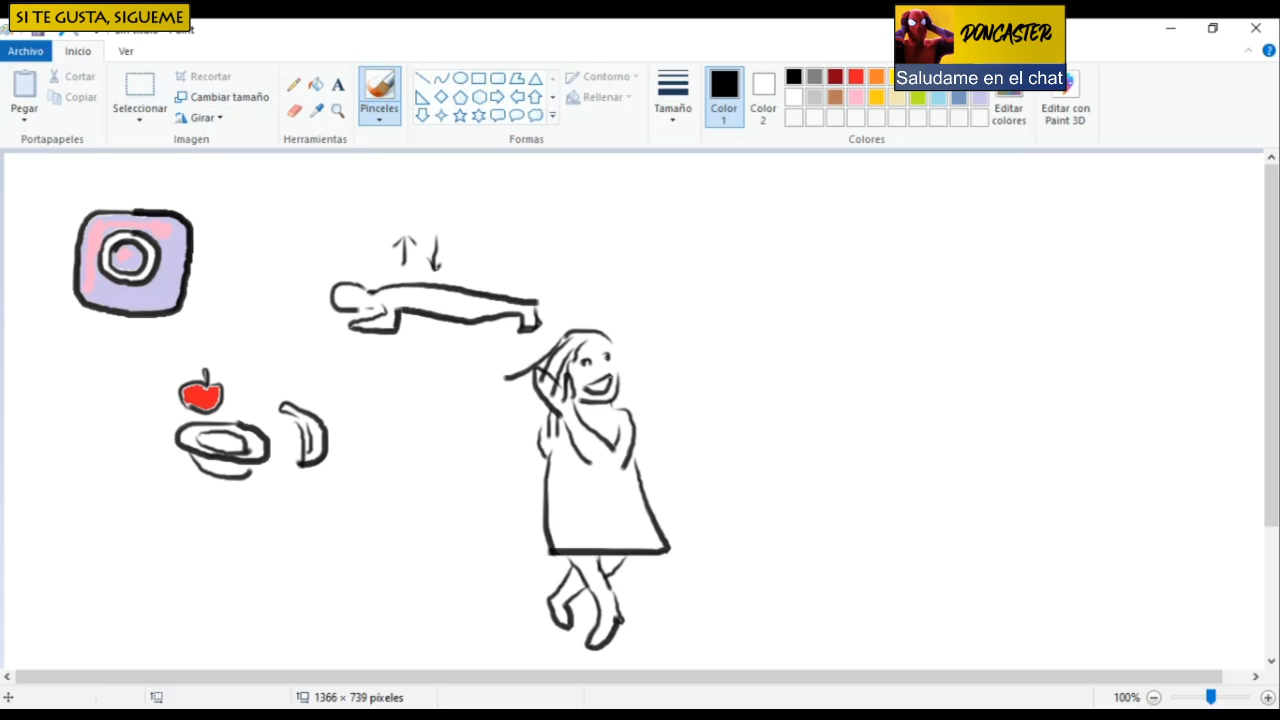 SI TE GUSTA, SIGUEME
DONCASTER
Saludame en el chat
Archivo
Inicio
Ver
Pegar
Cortar
Copiar
Portapapeles
Seleccionar
Recortar
Cambiar tamaño
Girar
Imagen
A
Herramientas
Pinceles
Contorno
Rellenar
Formas
Tamaño
Color
1
Color
2
Editar
colores
Editar con
Paint 3D
Colores
1366 × 739 píxeles
100%